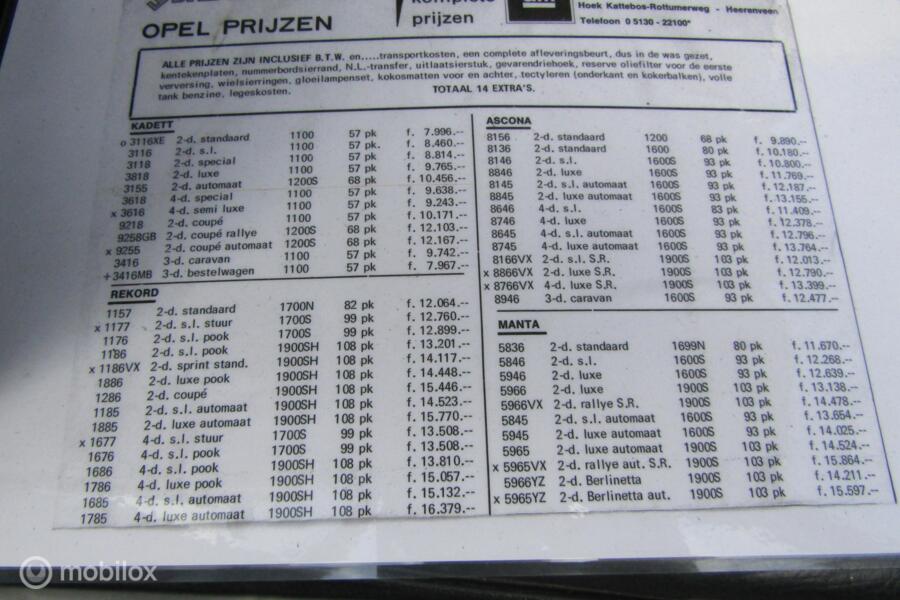 komplete
prijzen
Hoek Kattebos-Rottumerweg - Heerenveen
Telefoon 0 5130 - 22100*
OPEL PRIJZEN
ALLE PRIJZEN ZIJN INCLUSIEF B.T.W. en.....transportkosten, een complete afleveringsbeurt, dus in de was gezet,
kentekenplaten, nummerbordsierrand, N.L.-transfer, uitlaatsierstuk, gevarendriehoek, reserve oliefilter voor de eerste
verversing, wielsierringen, gloeilampenset, kokosmatten voor en achter, tectyleren (onderkant en kokerbalken), volle
tank benzine, legeskosten. TOTAAL 14 EXTRA'S.
KADETT
o 3116XE 2-d. standaard 1100 57 pk f. 7.996.--
3116 2-d. s.l. 1100 57 pk. f. 8.460.--
3118 2-d. special 1100 57 pk f. 8.814.--
3818 2-d. luxe 1100 57 pk f. 9.765.--
3155 2-d. automaat 1200S 68 pk f. 10.456.--
3618 4-d. special 1100 57 pk f. 9.638.--
x 3616 4-d. semi luxe 1100 57 pk f. 9.243.--
9218 2-d. coupé 1100 57 pk f. 10.171.--
9258GB 2-d. coupé rallye 1200S 68 pk f. 12.103.--
x 9255 2-d. coupé automaat 1200S 68 pk f. 12.167.--
3416 3-d. caravan 1100 57 pk f. 9.742.--
+3416MB 3-d. bestelwagen 1100 57 pk f. 7.967.--
REKORD
1157 2-d. standaard 1700N 82 pk f. 12.064.--
x 1177 2-d. s.l. stuur 1700S 99 pk f. 12.760.--
1176 2-d. s.l. pook 1700S 99 pk f. 12.899.--
1186 2-d. s.l. pook 1900SH 108 pk f. 13.201.--
x 1186VX 2-d. sprint stand. 1900SH 108 pk f. 14.117.--
1886 2-d. luxe pook 1900SH 108 pk f. 14.448.--
1286 2-d. coupé 1900SH 108 pk f. 15.446.--
1185 2-d. s.l. automaat 1900SH 108 pk f. 14.523.--
1885 2-d. luxe automaat 1900SH 108 pk f. 15.770.--
x 1677 4-d. s.l. stuur 1700S 99 pk f. 13.508.--
1676 4-d. s.l. pook 1700S 99 pk f. 13.508.--
1686 4-d. s.l. pook 1900SH 108 pk f. 13.810.--
1786 4-d. luxe pook 1900SH 108 pk f. 15.057.--
1685 4-d. s.l. automaat 1900SH 108 pk f. 15.132.--
1785 4-d. luxe automaat 1900SH 108 pk f. 16.379.--
ASCONA
8156 2-d. standaard 1200 68 pk f. 9.890.--
8136 2-d. standaard 1600 80 pk f. 10.180.--
8146 2-d. s.l. 1600S 93 pk f. 10.800.--
8846 2-d. luxe 1600S 93 pk f. 11.769.--
8145 2-d. s.l. automaat 1600S 93 pk f. 12.187.--
8845 2-d. luxe automaat 1600S 93 pk f. 13.155.--
8646 4-d. s.l. 1600S 83 pk f. 11.409.--
8746 4-d. luxe 1600S 93 pk f. 12.378.--
8645 4-d. s.l. automaat 1600S 93 pk f. 12.796.--
8745 4-d. luxe automaat 1600S 93 pk f. 13.764.--
8166VX 2-d. s.l. S.R. 1900S 103 pk f. 12.013.--
x 8866VX 2-d. luxe S.R. 1900S 103 pk f. 12.790.--
x 8766VX 4-d. luxe S.R. 1900S 103 pk f. 13.399.--
8946 3-d. caravan 1600S 93 pk f. 12.477.--
MANTA
5836 2-d. standaard 1699N 80 pk f. 11.670.--
5846 2-d. s.l. 1600S 93 pk f. 12.268.--
5946 2-d. luxe 1600S 93 pk f. 12.639.--
5966 2-d. luxe 1900S 103 pk f. 13.138.--
5966VX 2-d. rallye S.R. 1900S 103 pk f. 14.478.--
5845 2-d. s.l. automaat 1600S 93 pk f. 13.654.--
5945 2-d. luxe automaat 1600S 93 pk f. 14.025.--
5965 2-d. luxe automaat 1900S 103 pk f. 14.524.--
x 5965VX 2-d. rallye aut. S.R. 1900S 103 pk f. 15.864.--
5966YZ 2-d. Berlinetta 1900S 103 pk f. 14.211.--
x 5965YZ 2-d. Berlinetta aut. 1900S 103 pk f. 15.597.--
mobilox